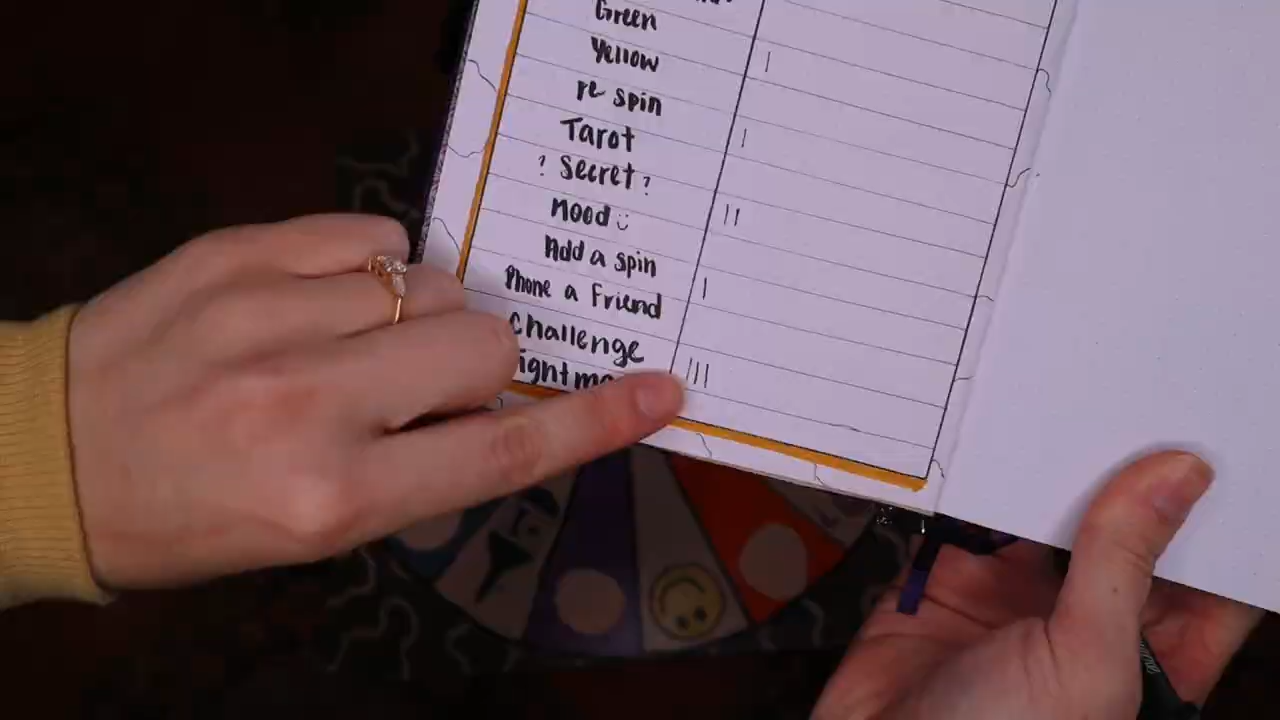 Green
Yellow |
re spin
Tarot |
? Secret ?
Mood ||
Add a spin
Phone a Friend |
Challenge
|||